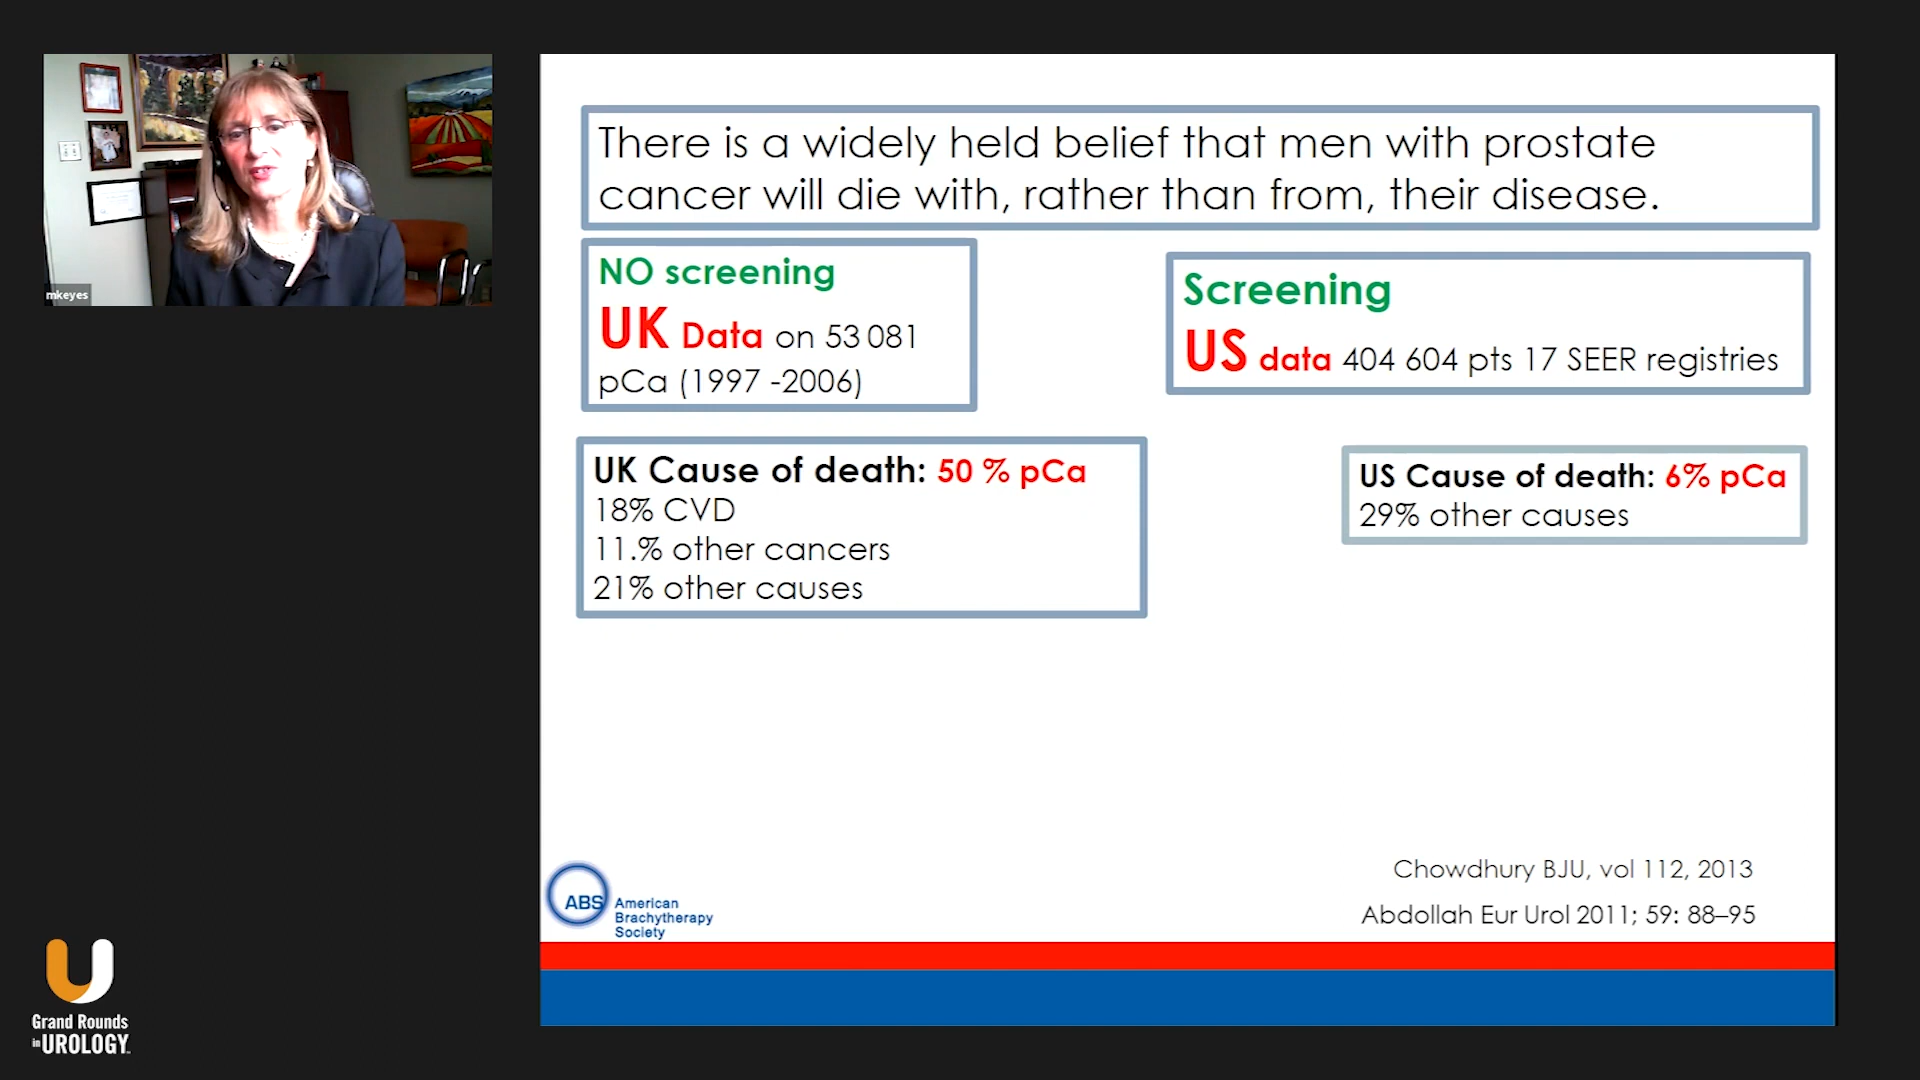 mkeyes
There is a widely held belief that men with prostate
cancer will die with, rather than from, their disease.
NO screening
UK Data on 53 081
pCa (1997 -2006)
Screening
US data 404 604 pts 17 SEER registries
UK Cause of death: 50 % pCa
18% CVD
11.% other cancers
21% other causes
US Cause of death: 6% pCa
29% other causes
Chowdhury BJU, vol 112, 2013
Abdollah Eur Urol 2011; 59: 88–95
ABS American
Brachytherapy
Society
Grand Rounds
in UROLOGY™